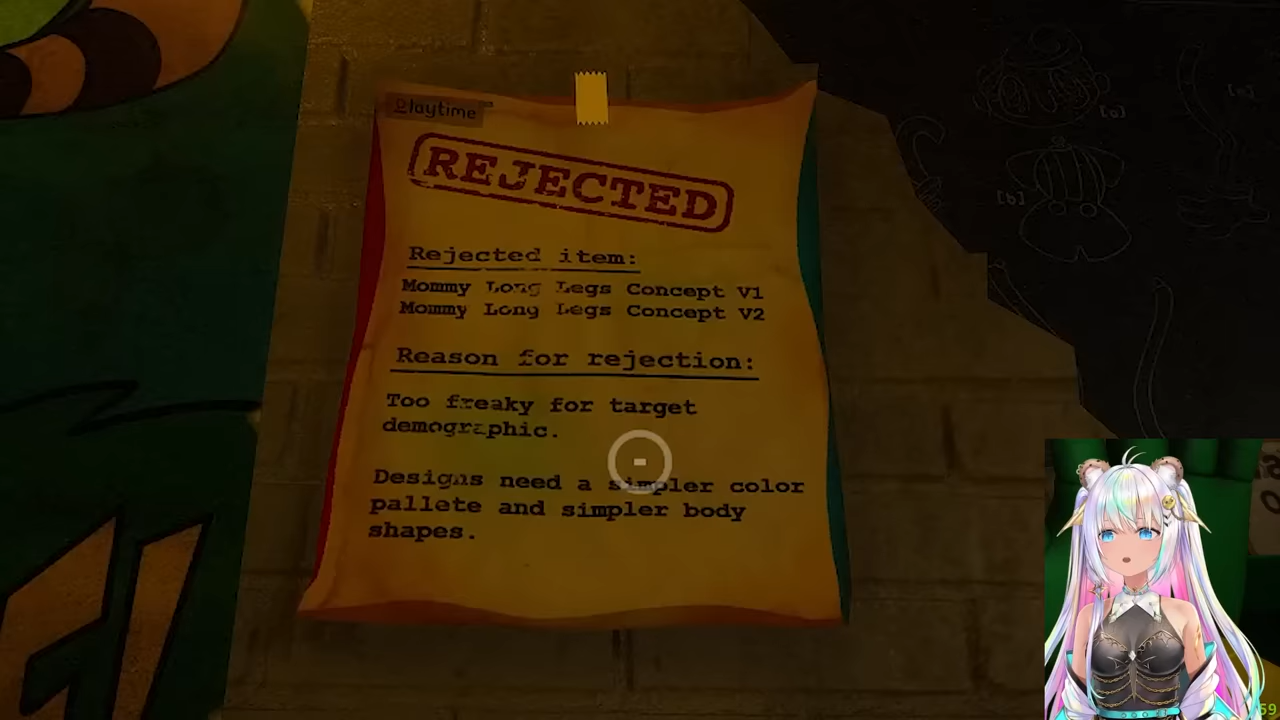 Playtime
REJECTED
Rejected item:
Mommy Long Legs Concept V1
Mommy Long Legs Concept V2
Reason for rejection:
Too freaky for target
demographic.
Designs need a simpler color
pallete and simpler body
shapes.
[a]
[b]
59